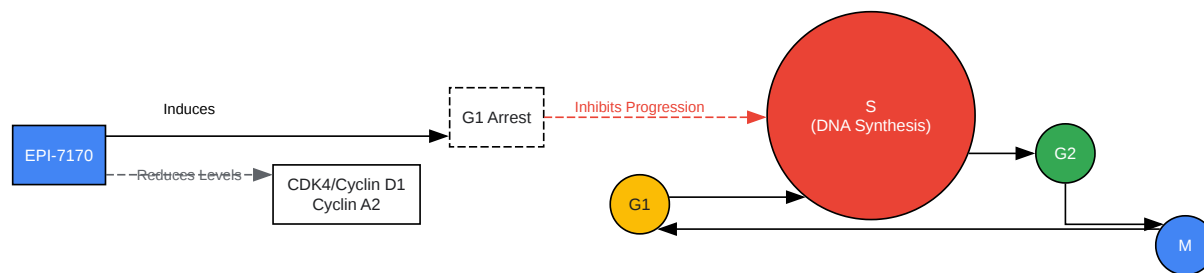 Induces
EPI-7170
Reduces Levels
CDK4/Cyclin D1
Cyclin A2
G1 Arrest
Inhibits Progression
S
(DNA Synthesis)
G1
G2
M